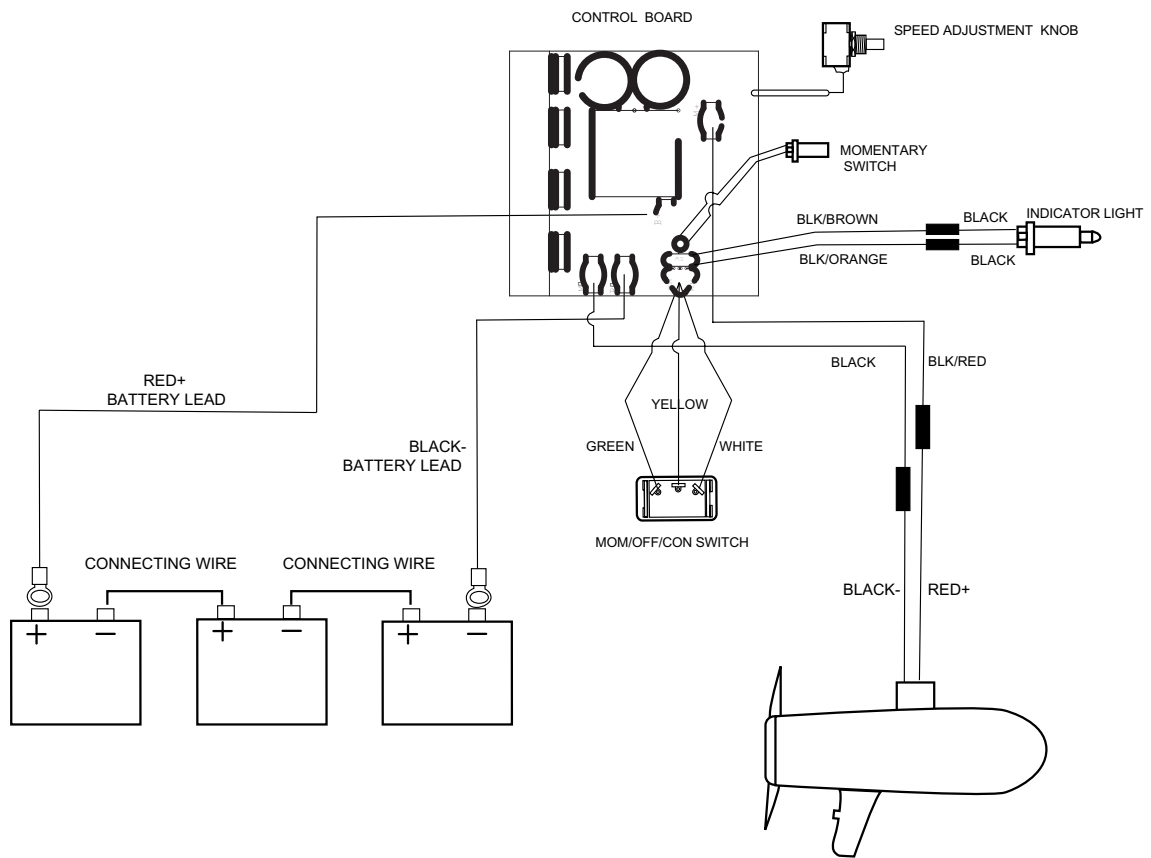 CONTROL BOARD
SPEED ADJUSTMENT KNOB
MOMENTARY
SWITCH
BLK/BROWN
BLACK
INDICATOR LIGHT
BLK/ORANGE
BLACK
BLACK
BLK/RED
RED+
BATTERY LEAD
YELLOW
GREEN
WHITE
BLACK-
BATTERY LEAD
MOM/OFF/CON SWITCH
CONNECTING WIRE
CONNECTING WIRE
BLACK-
RED+
+
−
+
−
+
−